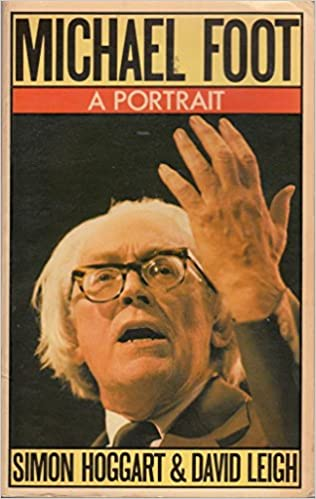 MICHAEL FOOT
A PORTRAIT
SIMON HOGGART & DAVID LEIGH